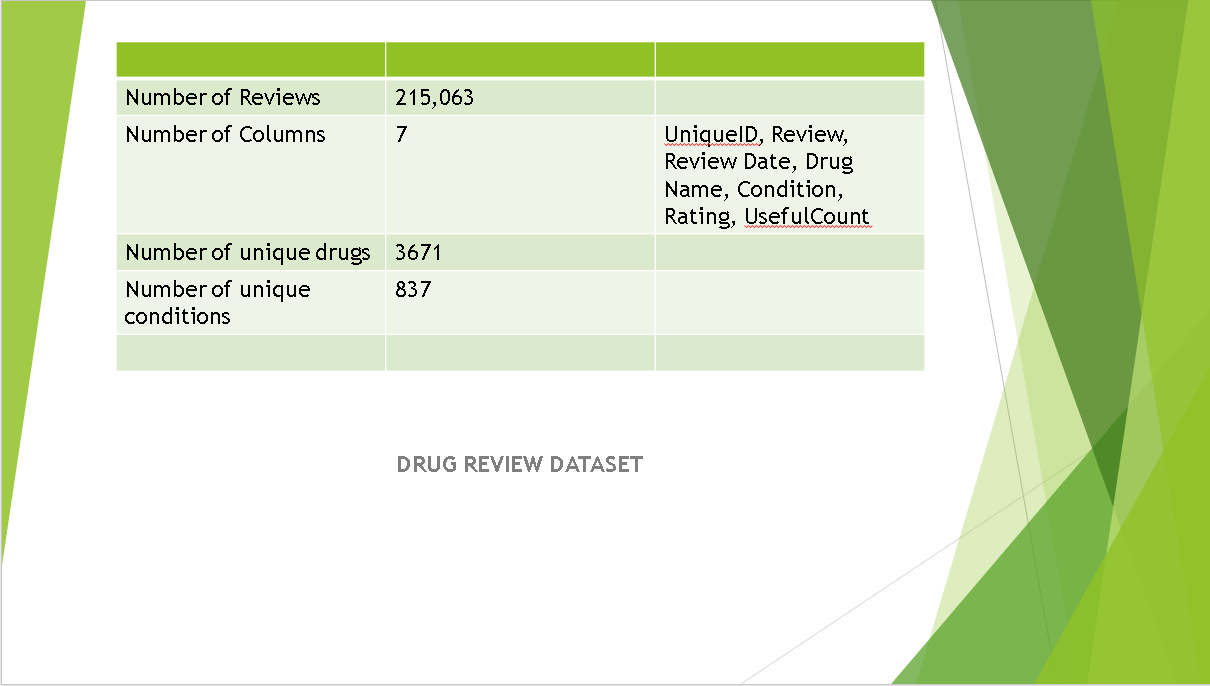 Number of Reviews 215,063
Number of Columns 7 UniqueID, Review,
Review Date, Drug
Name, Condition,
Rating, UsefulCount
Number of unique drugs 3671
Number of unique 837
conditions
DRUG REVIEW DATASET